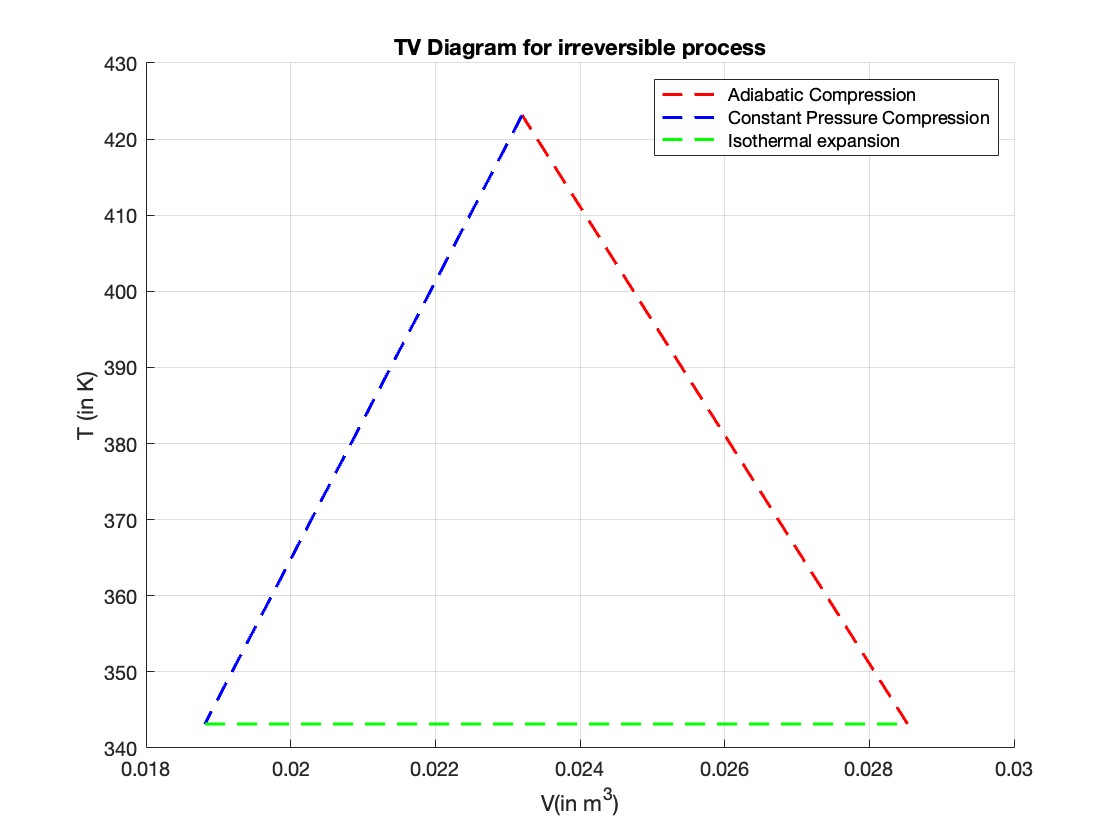 TV Diagram for irreversible process
Adiabatic Compression
Constant Pressure Compression
Isothermal expansion
430
420
410
400
390
380
370
360
350
340
T (in K)
0.018 0.02 0.022 0.024 0.026 0.028 0.03
V(in m³)